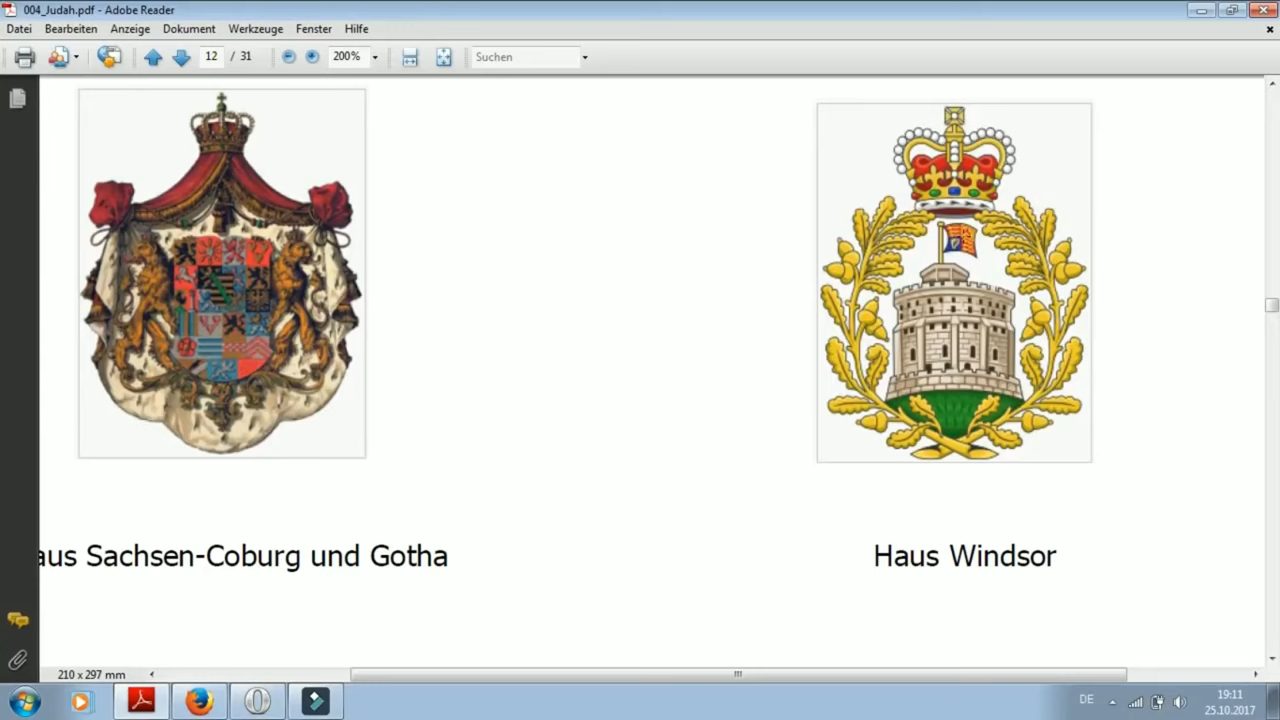 004_Judah.pdf - Adobe Reader
Datei Bearbeiten Anzeige Dokument Werkzeuge Fenster Hilfe
12 / 31 200% Suchen
aus Sachsen-Coburg und Gotha
Haus Windsor
210 x 297 mm
DE
19:11
25.10.2017